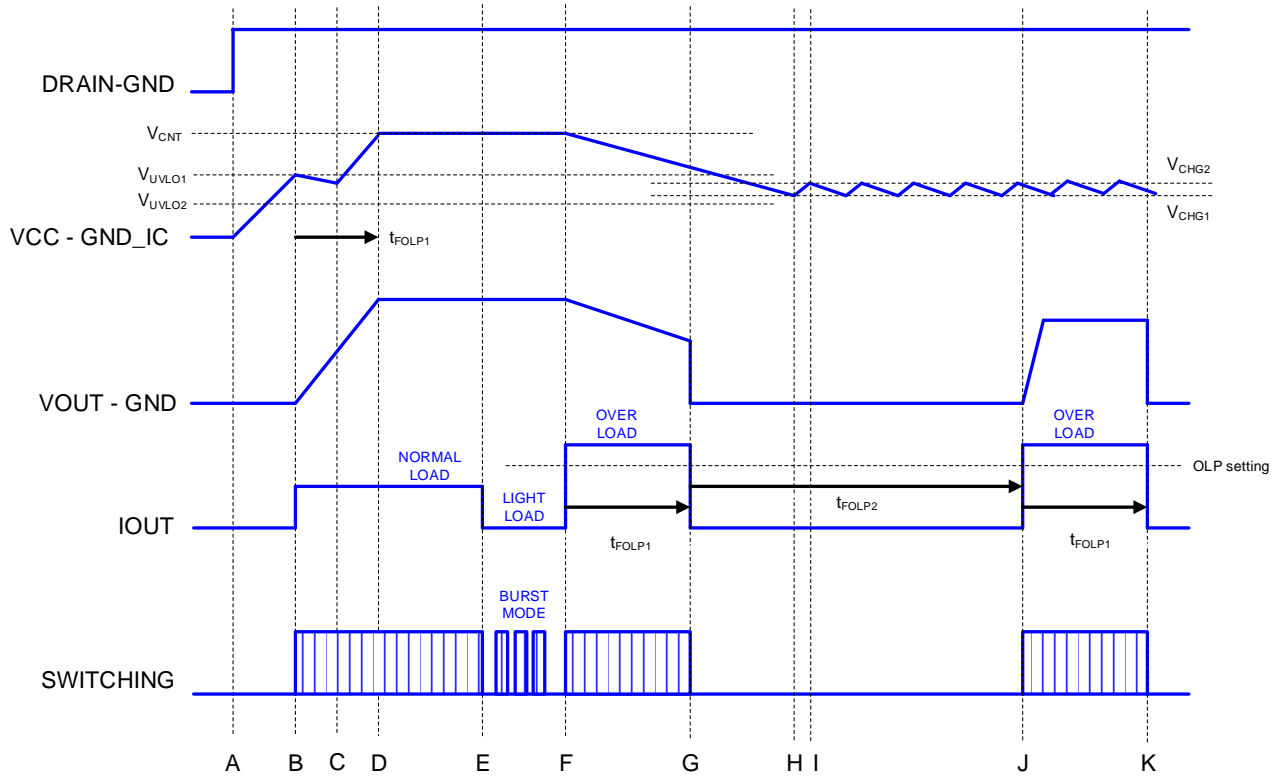 DRAIN-GND
VCNT
VUVLO1
VCHG2
VUVLO2
VCHG1
VCC - GND_IC
tFOLP1
VOUT - GND
OVER
LOAD
OVER
LOAD
NORMAL
LOAD
OLP setting
LIGHT
LOAD
tFOLP2
IOUT
tFOLP1
tFOLP1
BURST
MODE
SWITCHING
A B C D E F G H I J K